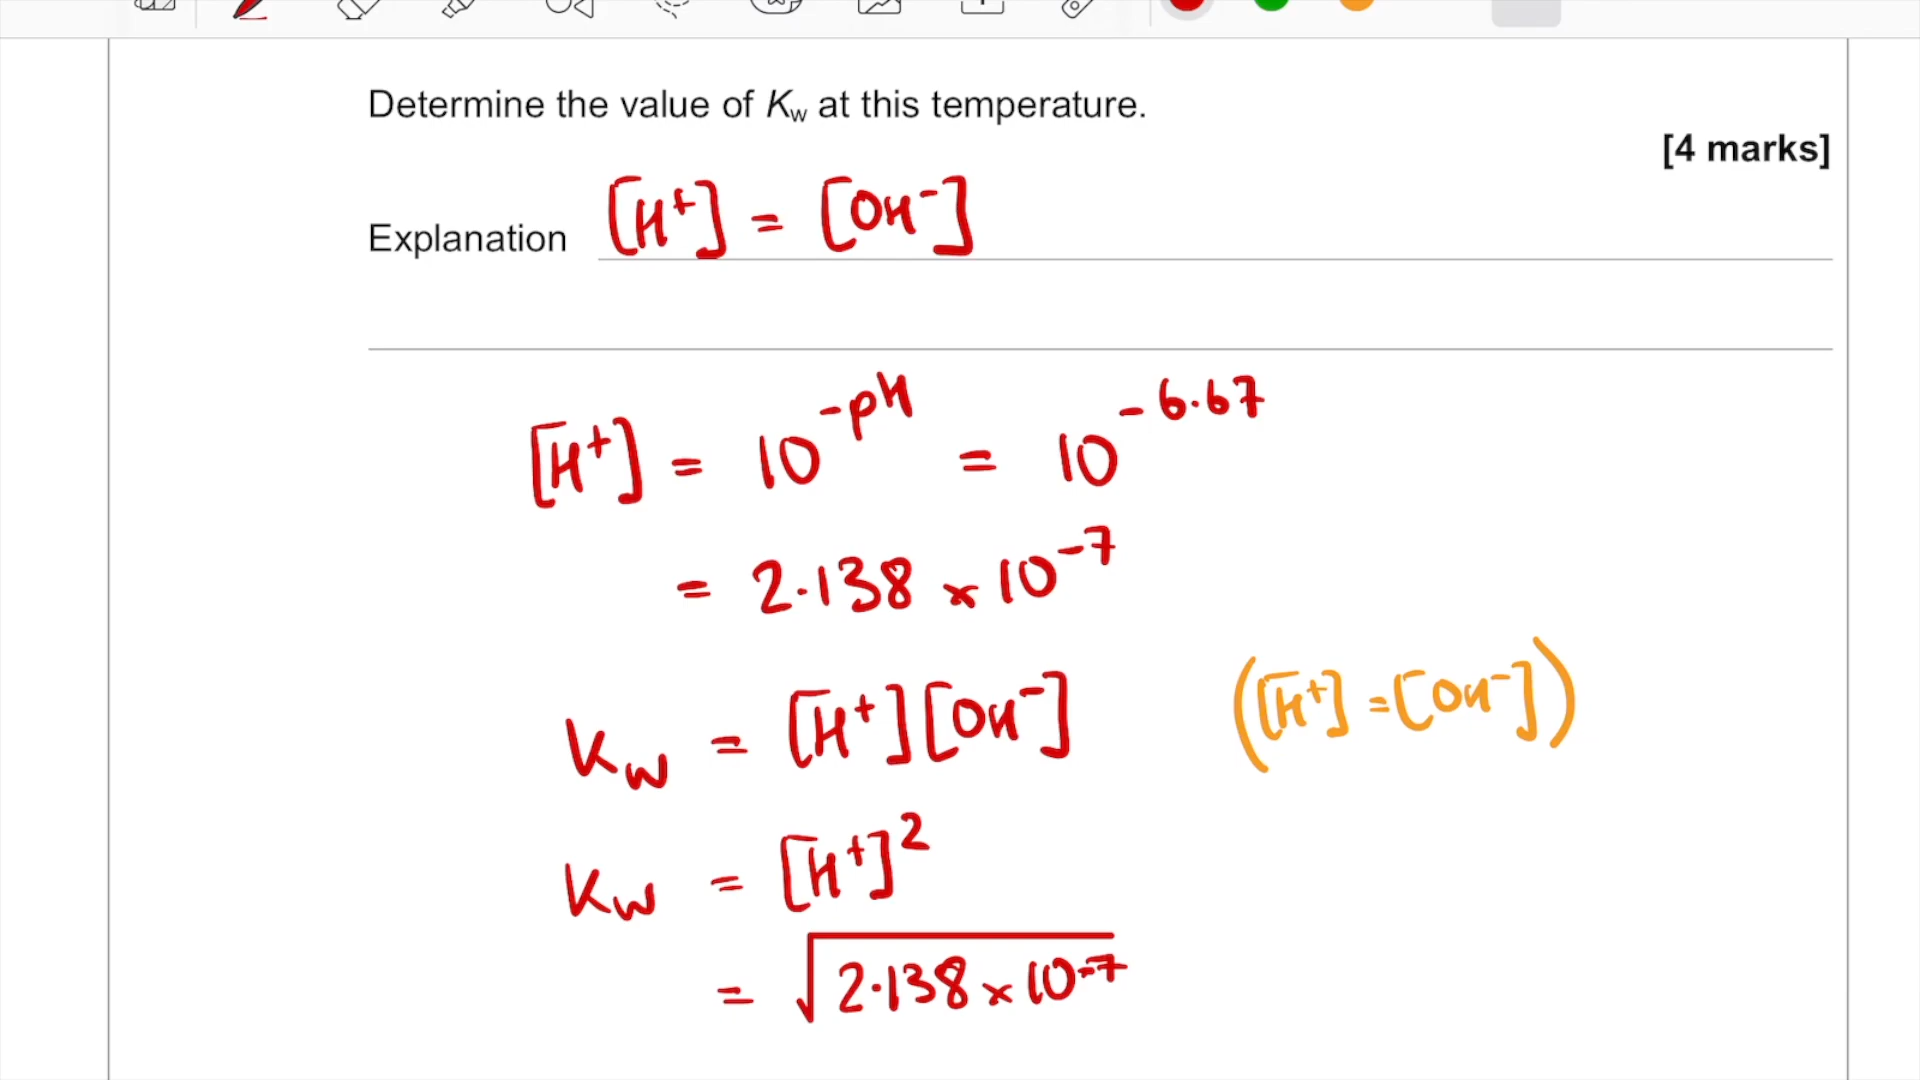 Determine the value of Kw at this temperature.
[4 marks]
Explanation [H⁺] = [OH⁻]
[H⁺] = 10^-pH = 10^-6.67
= 2.138 × 10^-7
Kw = [H⁺][OH⁻] ([H⁺] = [OH⁻])
Kw = [H⁺]²
= √2.138 × 10^-7